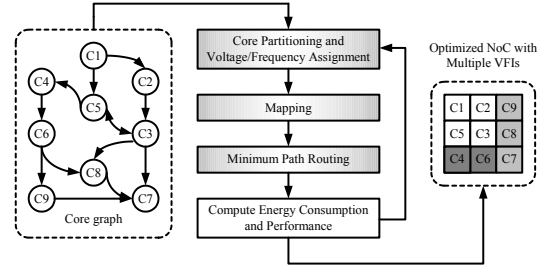 C1
C4
C2
C5
C6
C3
C8
C9
C7
Core graph
Core Partitioning and
Voltage/Frequency Assignment
Mapping
Minimum Path Routing
Compute Energy Consumption
and Performance
Optimized NoC with
Multiple VFIs
C1 C2 C9
C5 C3 C8
C4 C6 C7